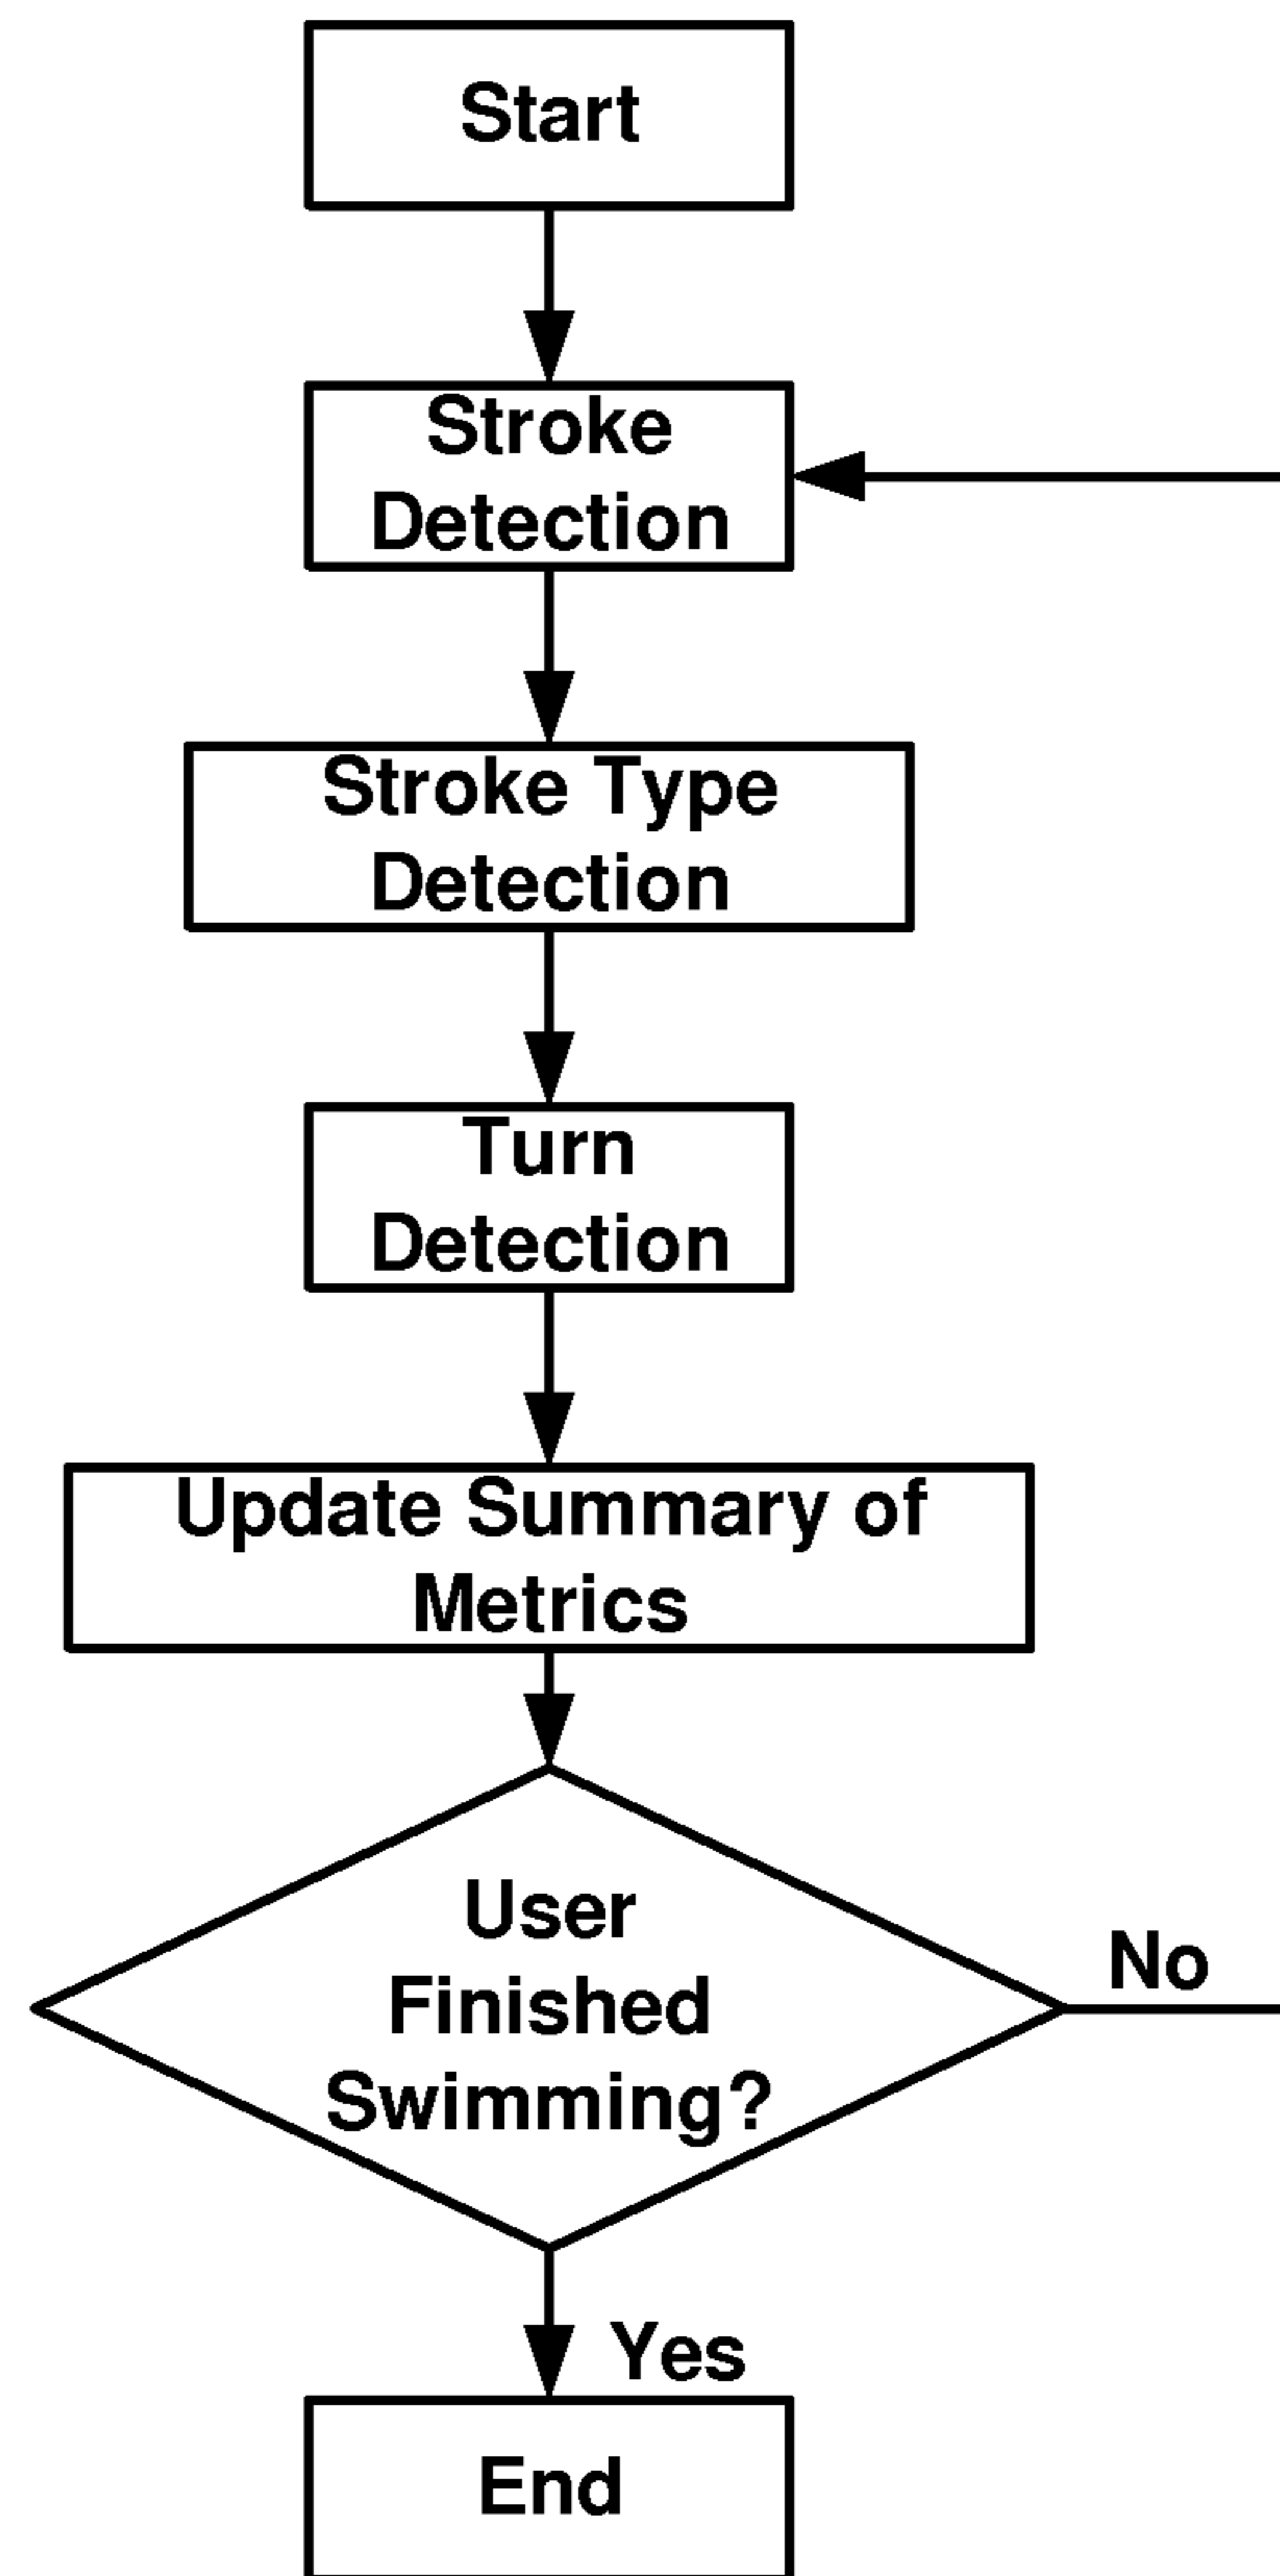 Start
Stroke
Detection
Stroke Type
Detection
Turn
Detection
Update Summary of
Metrics
User
Finished
Swimming?
No
Yes
End